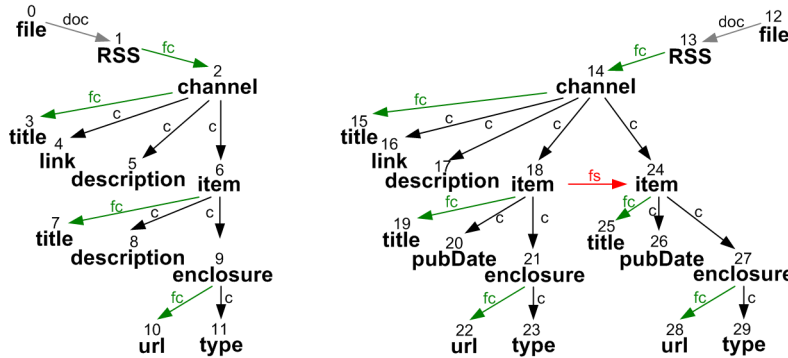 0 12
file doc 1 13 doc file
RSS fc fc RSS
2 14
channel channel
fc fc
3 c c c 15 c c c c
title 4 title 16
link 5 6 link 17 18 24
description item description item fs item
fc c c fc c c fc c c
7 8 9 19 20 21 25 26 27
title title title
description pubDate pubDate
enclosure enclosure enclosure
fc c fc c fc c
10 11 22 23 28 29
url type url type url type